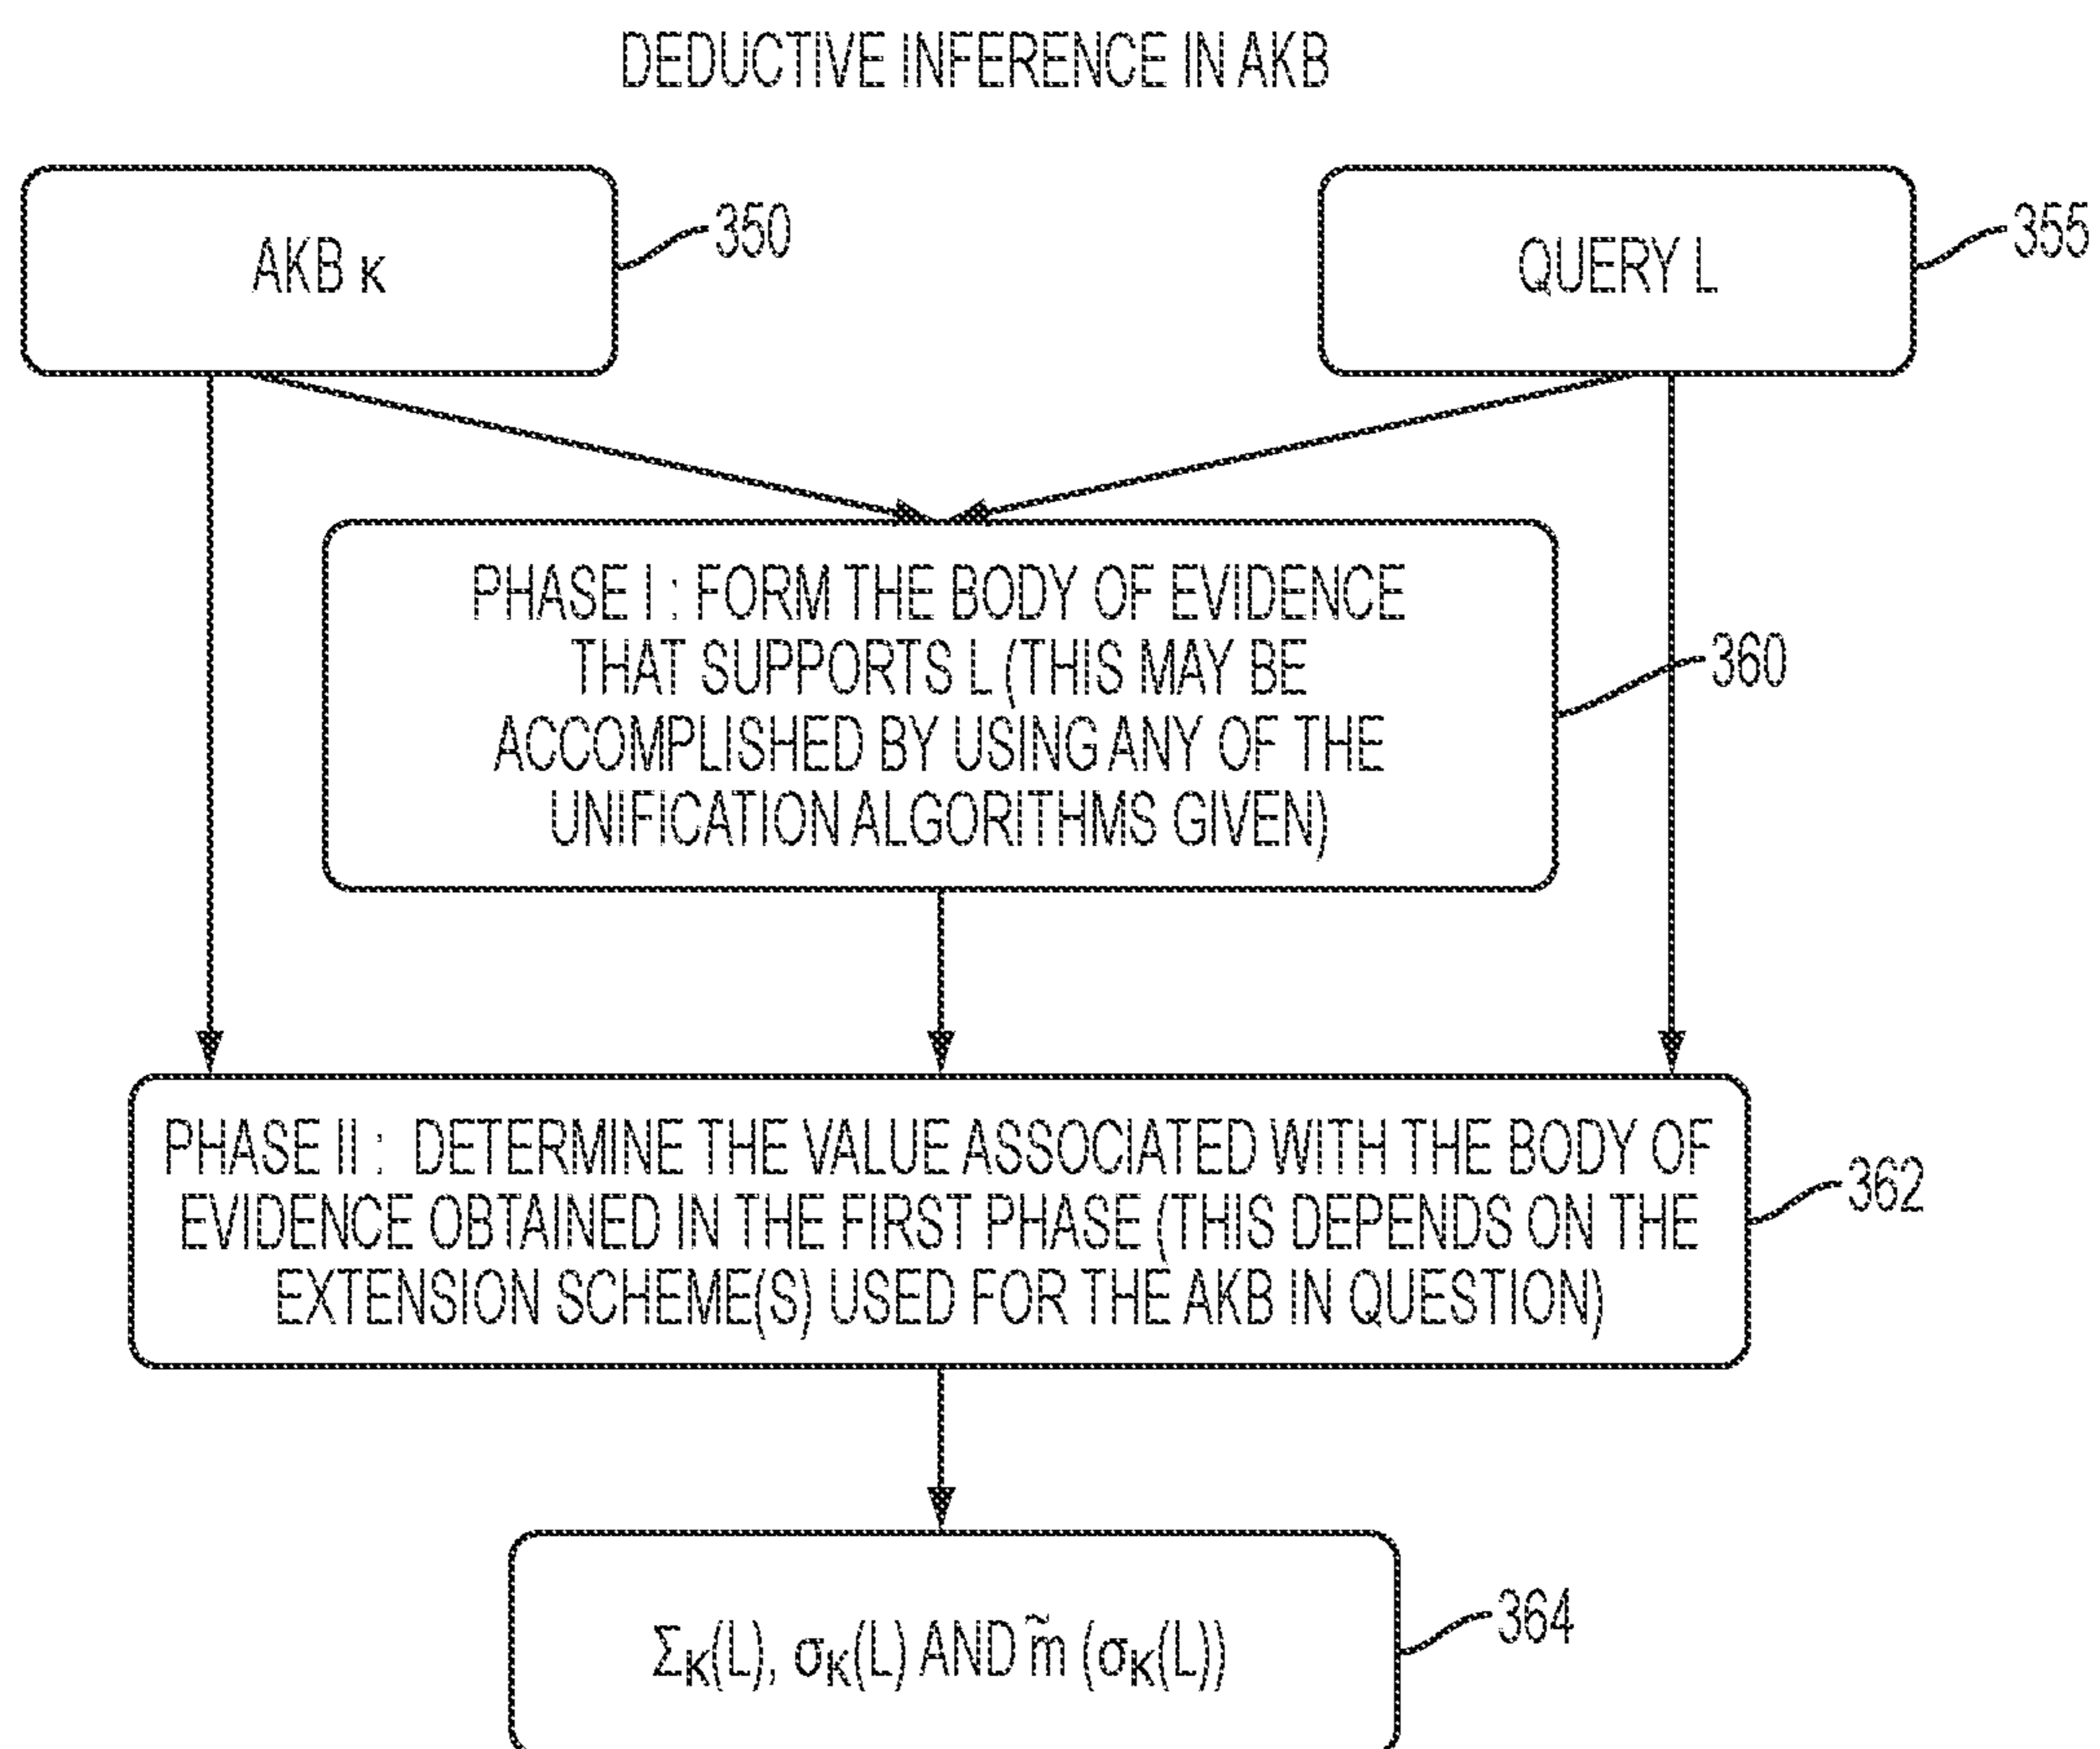 DEDUCTIVE INFERENCE IN AKB
AKB κ
350
QUERY L
355
PHASE I : FORM THE BODY OF EVIDENCE
THAT SUPPORTS L (THIS MAY BE
ACCOMPLISHED BY USING ANY OF THE
UNIFICATION ALGORITHMS GIVEN)
360
PHASE II : DETERMINE THE VALUE ASSOCIATED WITH THE BODY OF
EVIDENCE OBTAINED IN THE FIRST PHASE (THIS DEPENDS ON THE
EXTENSION SCHEME(S) USED FOR THE AKB IN QUESTION)
362
Σκ(L), σκ(L) AND m̃ (σκ(L))
364